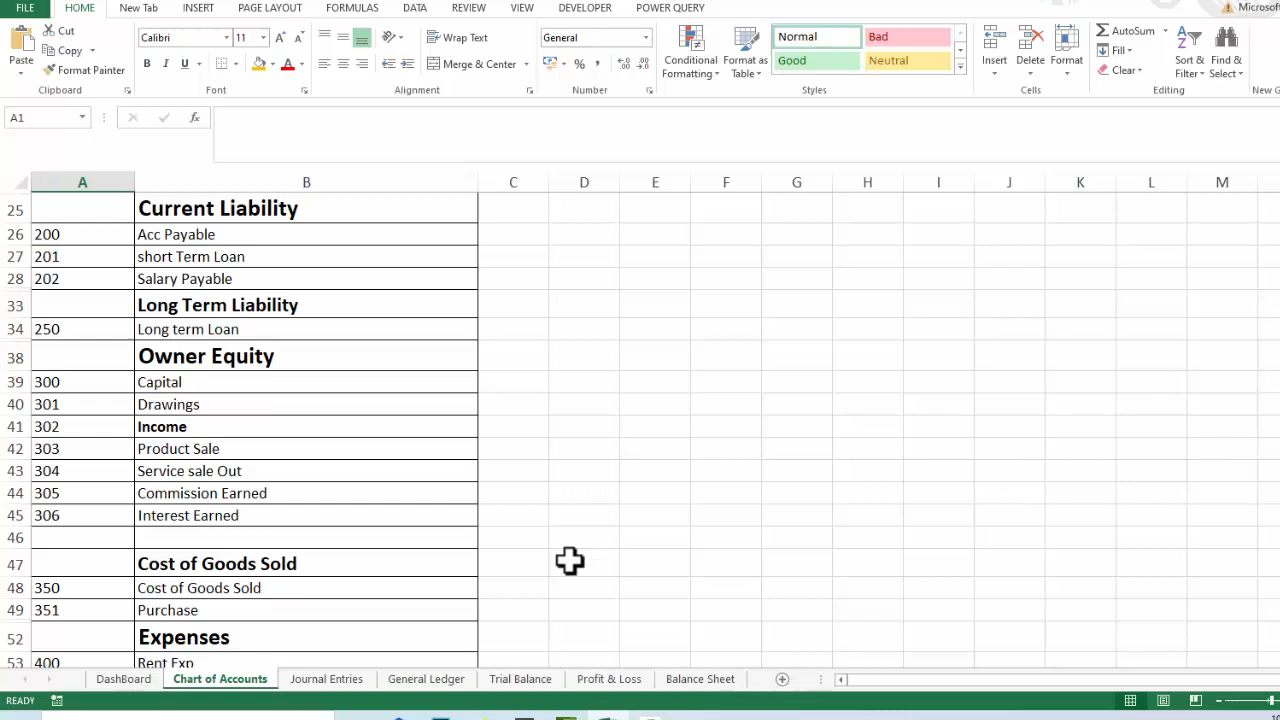 FILE HOME New Tab INSERT PAGE LAYOUT FORMULAS DATA REVIEW VIEW DEVELOPER POWER QUERY
Paste Cut Copy Format Painter Clipboard
Calibri 11 B I U Font
Wrap Text Merge & Center Alignment
General % , Number
Conditional Formatting Format as Table Normal Bad Good Neutral Styles
Insert Delete Format Cells
AutoSum Fill Clear Sort & Filter Find & Select Editing
A1 fx
A B C D E F G H I J K L M
25 Current Liability
26 200 Acc Payable
27 201 short Term Loan
28 202 Salary Payable
33 Long Term Liability
34 250 Long term Loan
38 Owner Equity
39 300 Capital
40 301 Drawings
41 302 Income
42 303 Product Sale
43 304 Service sale Out
44 305 Commission Earned
45 306 Interest Earned
46
47 Cost of Goods Sold
48 350 Cost of Goods Sold
49 351 Purchase
52 Expenses
53 400 Rent Exp
DashBoard Chart of Accounts Journal Entries General Ledger Trial Balance Profit & Loss Balance Sheet
READY